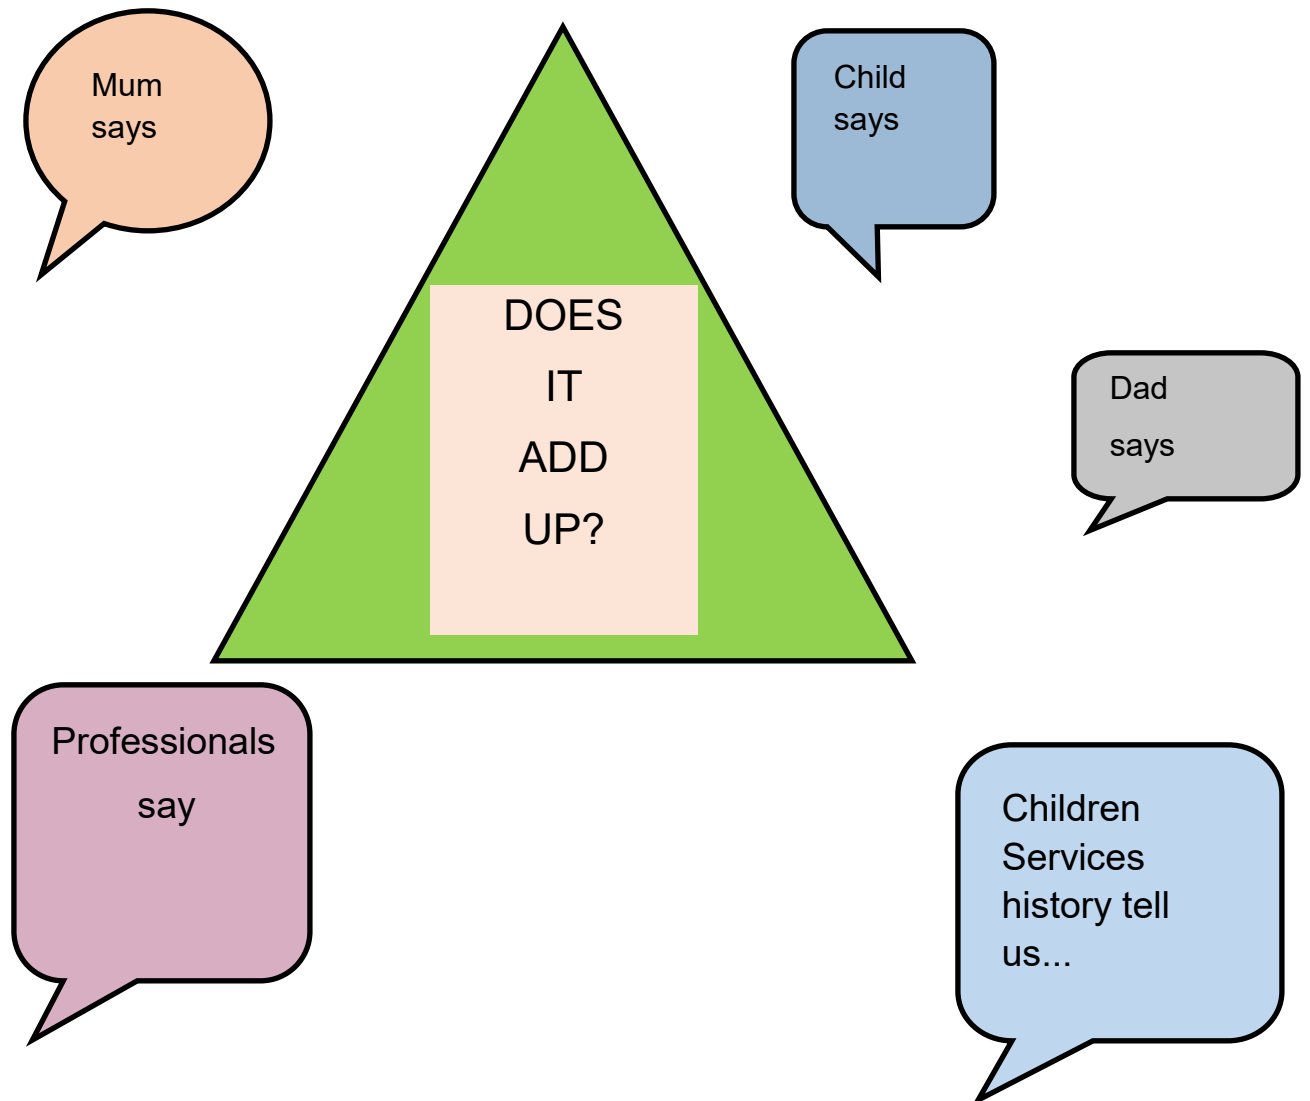 Mum
says
Child
says
DOES
IT
ADD
UP?
Dad
says
Professionals
say
Children
Services
history tell
us...